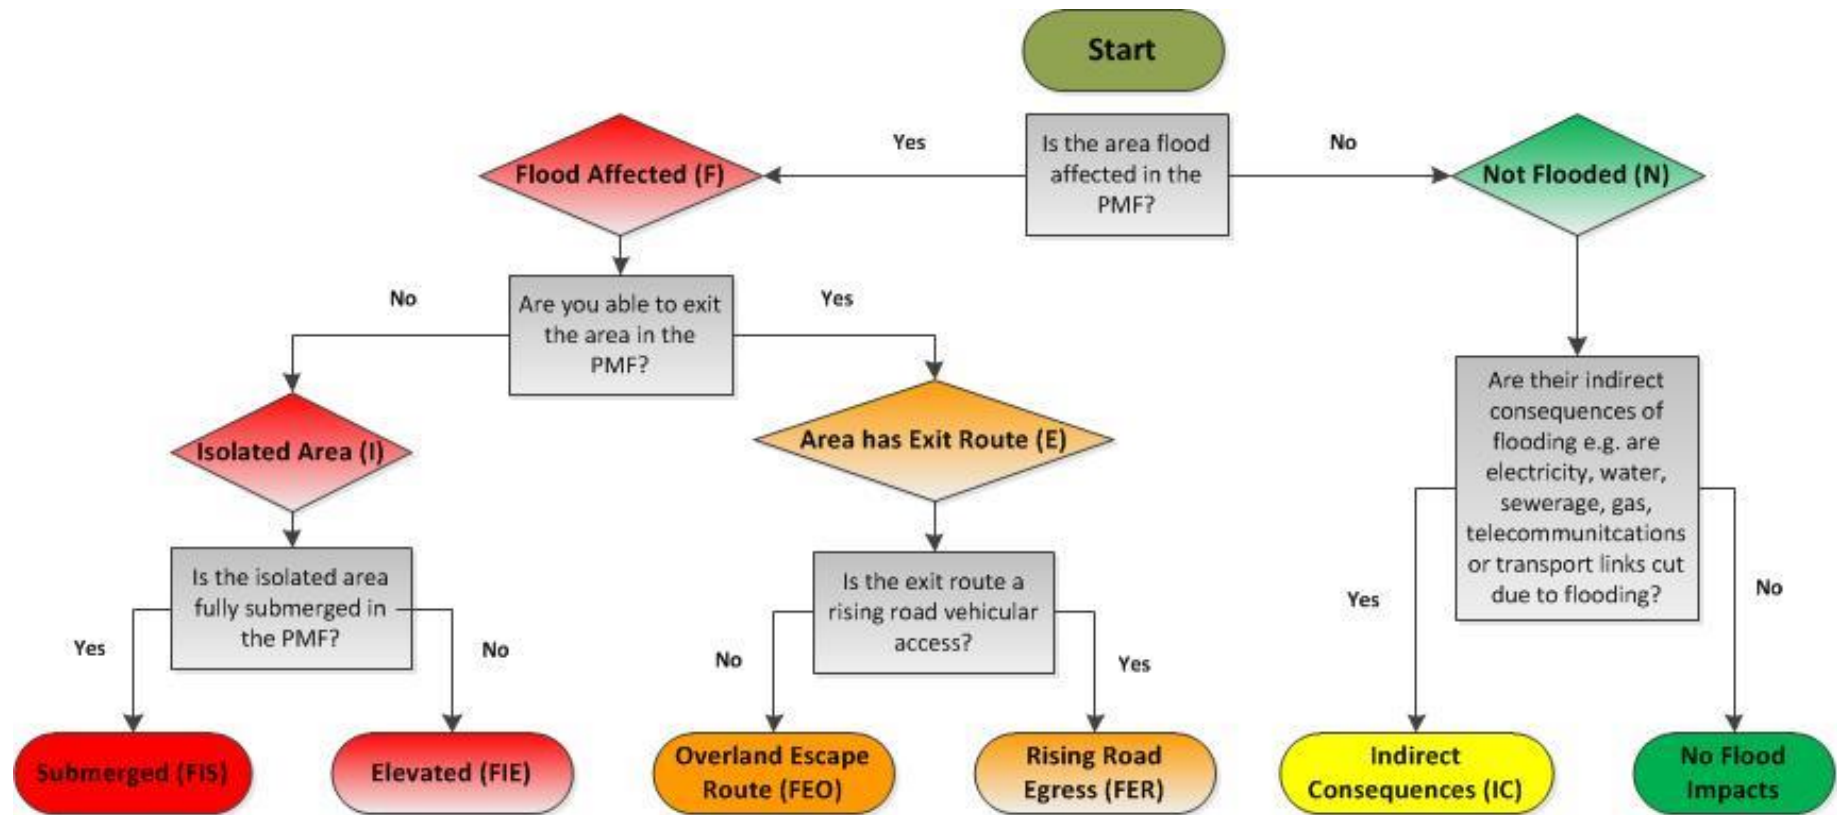 Start
Yes
Is the area flood
affected in the
PMF?
No
Flood Affected (F)
Not Flooded (N)
No
Are you able to exit
the area in the
PMF?
Yes
Isolated Area (I)
Area has Exit Route (E)
Are their indirect
consequences of
flooding e.g. are
electricity, water,
sewerage, gas,
telecommunitcations
or transport links cut
due to flooding?
Is the isolated area
fully submerged in
the PMF?
Yes
No
Is the exit route a
rising road vehicular
access?
No
Yes
Yes
No
Submerged (FIS)
Elevated (FIE)
Overland Escape
Route (FEO)
Rising Road
Egress (FER)
Indirect
Consequences (IC)
No Flood
Impacts